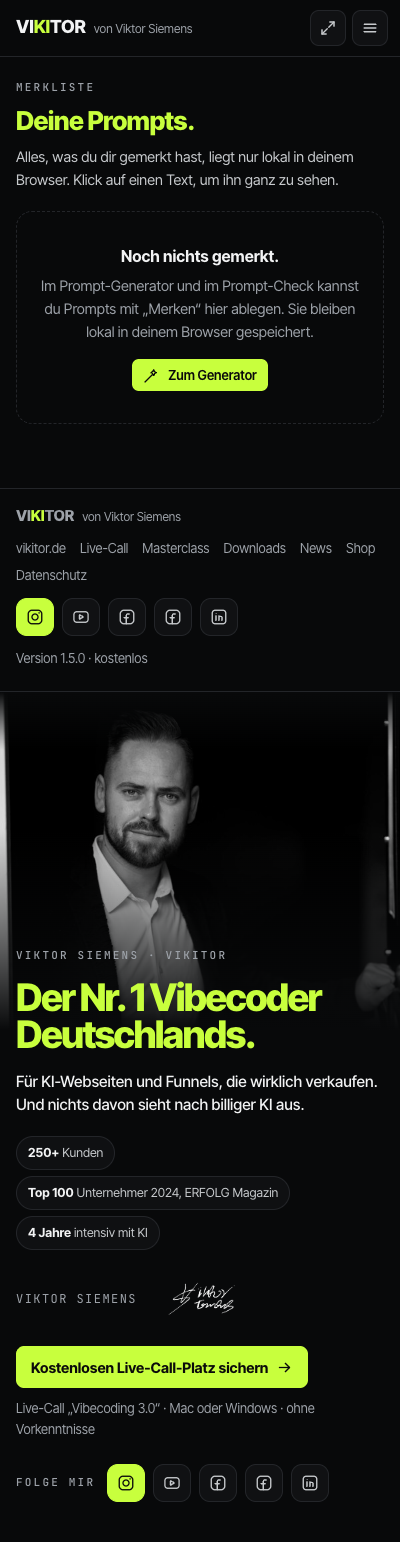 VIKITOR von Viktor Siemens
MERKLISTE
Deine Prompts.
Alles, was du dir gemerkt hast, liegt nur lokal in deinem
Browser. Klick auf einen Text, um ihn ganz zu sehen.
Noch nichts gemerkt.
Im Prompt-Generator und im Prompt-Check kannst
du Prompts mit „Merken“ hier ablegen. Sie bleiben
lokal in deinem Browser gespeichert.
Zum Generator
VIKITOR von Viktor Siemens
vikitor.de Live-Call Masterclass Downloads News Shop
Datenschutz
Version 1.5.0 · kostenlos
VIKTOR SIEMENS · VIKITOR
Der Nr. 1 Vibecoder
Deutschlands.
Für KI-Webseiten und Funnels, die wirklich verkaufen.
Und nichts davon sieht nach billiger KI aus.
250+ Kunden
Top 100 Unternehmer 2024, ERFOLG Magazin
4 Jahre intensiv mit KI
VIKTOR SIEMENS
Kostenlosen Live-Call-Platz sichern →
Live-Call „Vibecoding 3.0“ · Mac oder Windows · ohne
Vorkenntnisse
FOLGE MIR